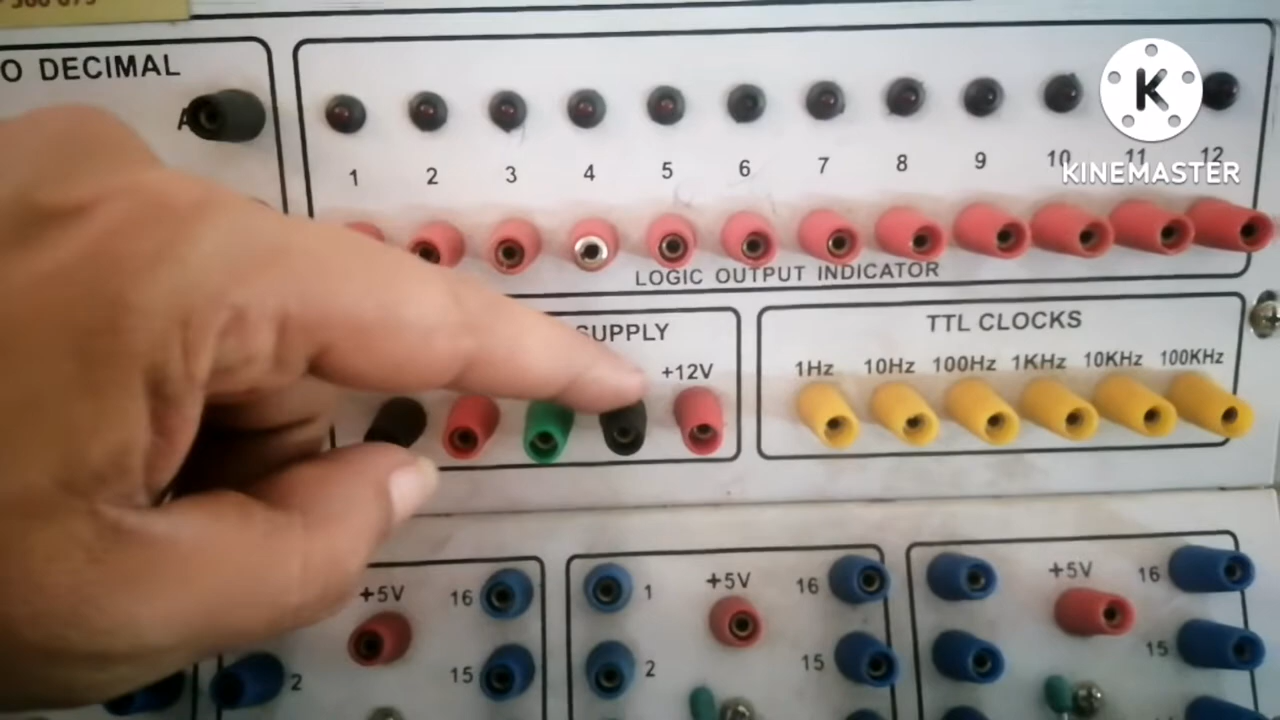 O DECIMAL
A
1 2 3 4 5 6 7 8 9 10 11 12
K
KINEMASTER
LOGIC OUTPUT INDICATOR
SUPPLY
+12V
TTL CLOCKS
1Hz 10Hz 100Hz 1KHz 10KHz 100KHz
+5V 16
15
2
1 +5V 16
2 15
+5V 16
15